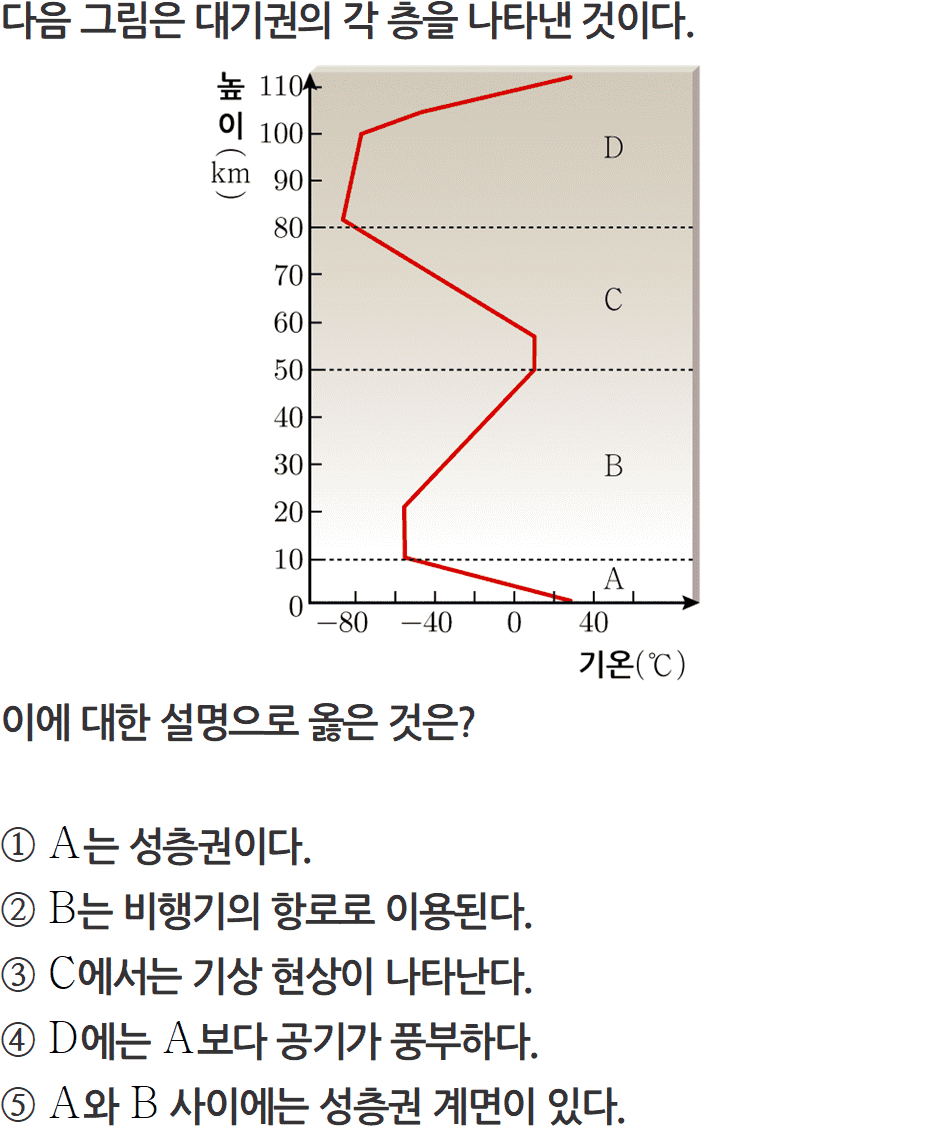 다음 그림은 대기권의 각 층을 나타낸 것이다.
높이(km)
110
100
90
80
70
60
50
40
30
20
10
0
D
C
B
A
−80 −40 0 40
기온(℃)
이에 대한 설명으로 옳은 것은?
① A는 성층권이다.
② B는 비행기의 항로로 이용된다.
③ C에서는 기상 현상이 나타난다.
④ D에는 A보다 공기가 풍부하다.
⑤ A와 B 사이에는 성층권 계면이 있다.